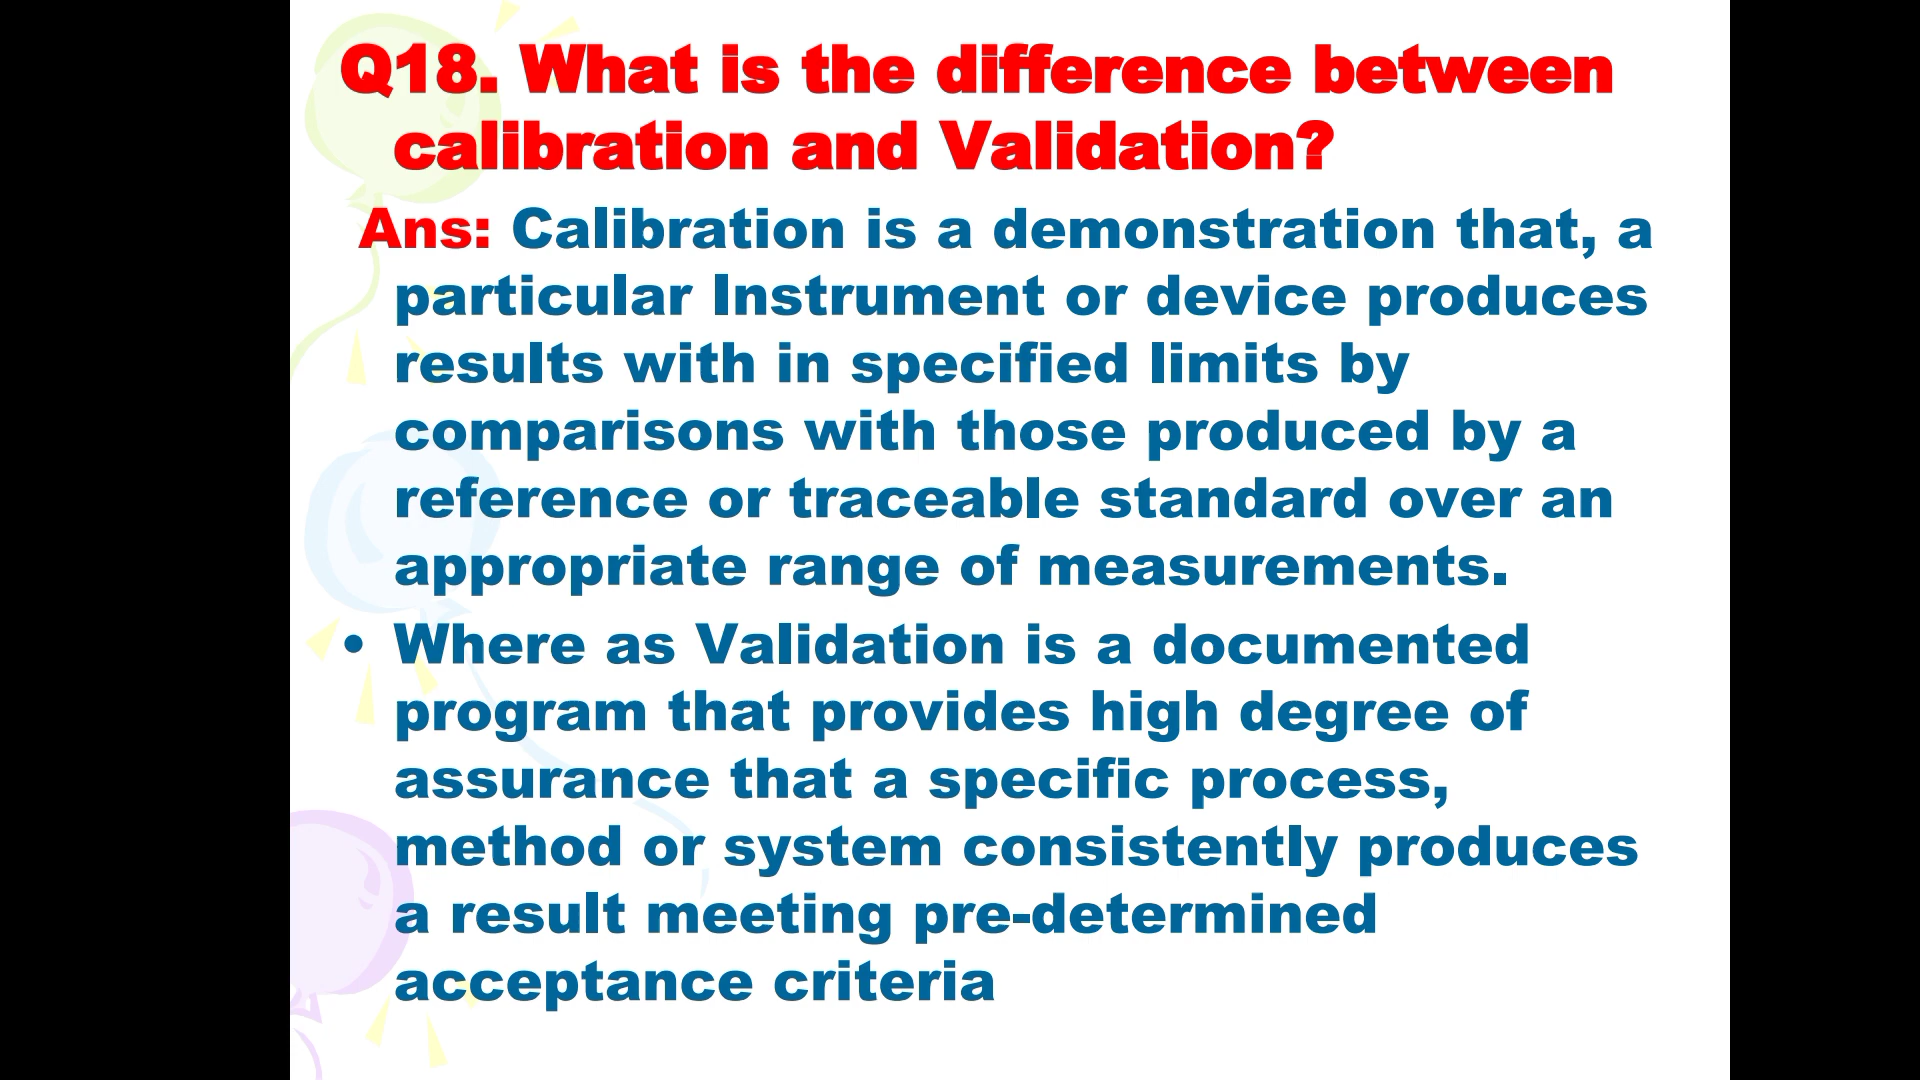 Q18. What is the difference between
calibration and Validation?
Ans: Calibration is a demonstration that, a
particular Instrument or device produces
results with in specified limits by
comparisons with those produced by a
reference or traceable standard over an
appropriate range of measurements.
• Where as Validation is a documented
program that provides high degree of
assurance that a specific process,
method or system consistently produces
a result meeting pre-determined
acceptance criteria